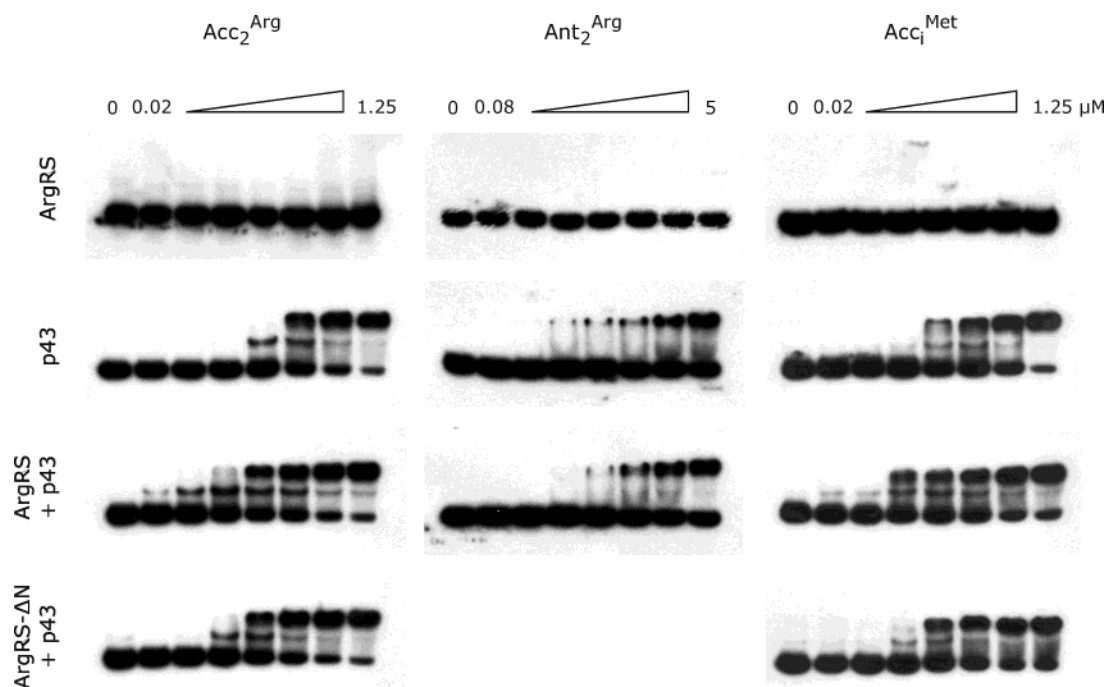 Acc₂ᴬʳᵍ Ant₂ᴬʳᵍ Accᵢᴹᵉᵗ
0 0.02 1.25 0 0.08 5 0 0.02 1.25 µM
ArgRS
p43
ArgRS
+ p43
ArgRS-ΔN
+ p43